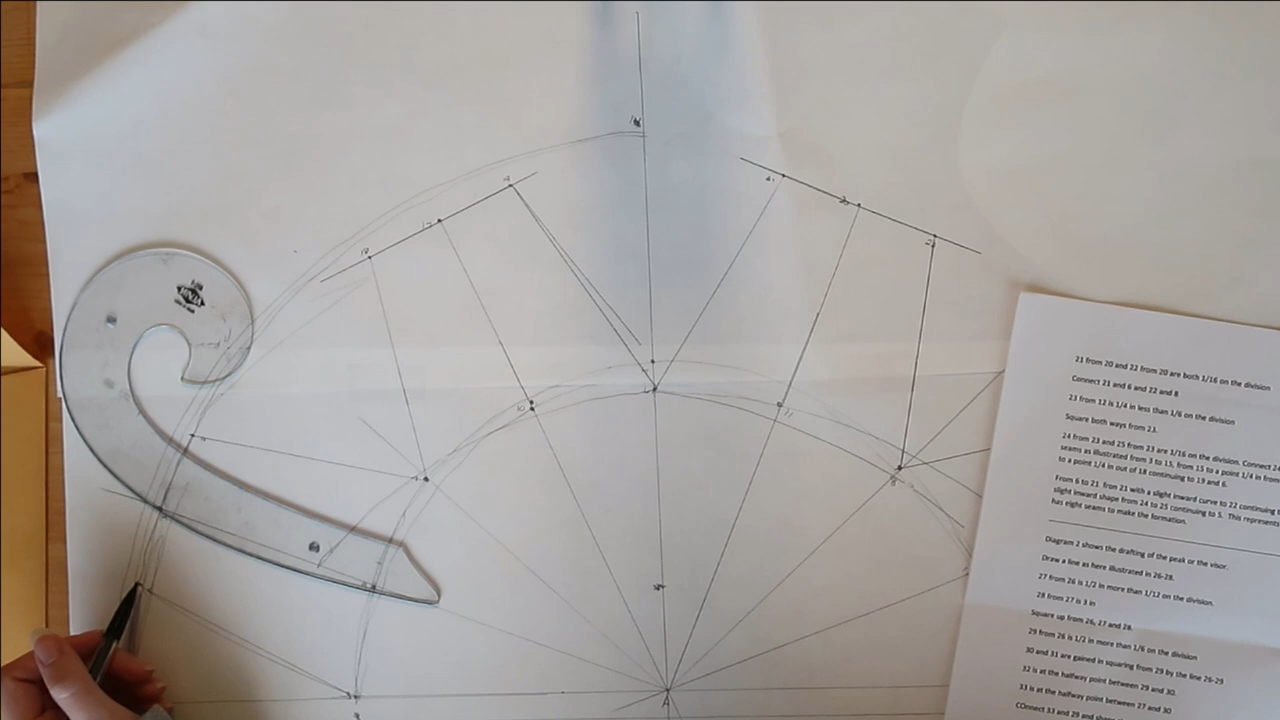 21 from 20 and 22 from 20 are both 1/16 on the division
Connect 21 and 6 and 22 and 8
23 from 12 is 1/4 in less than 1/6 on the division
Square both ways from 23.
24 from 23 and 25 from 23 are 1/16 on the division. Connect 24
seams as illustrated from 3 to 15, from 15 to a point 1/4 in from
to a point 1/4 in out of 18 continuing to 19 and 6.
From 6 to 21 from 21 with a slight inward curve to 22 continuing
slight inward shape from 24 to 25 continuing to 5. This represents
has eight seams to make the formation.
Diagram 2 shows the drafting of the peak or the visor.
Draw a line as here illustrated in 26-28.
27 from 26 is 1/2 in more than 1/12 on the division.
28 from 27 is 3 in
Square up from 26, 27 and 28.
29 from 26 is 1/2 in more than 1/6 on the division
30 and 31 are gained in squaring from 29 by the line 26-29
32 is at the halfway point between 29 and 30.
33 is at the halfway point between 27 and 30
COnnect 33 and 29 and
10
11
8
A